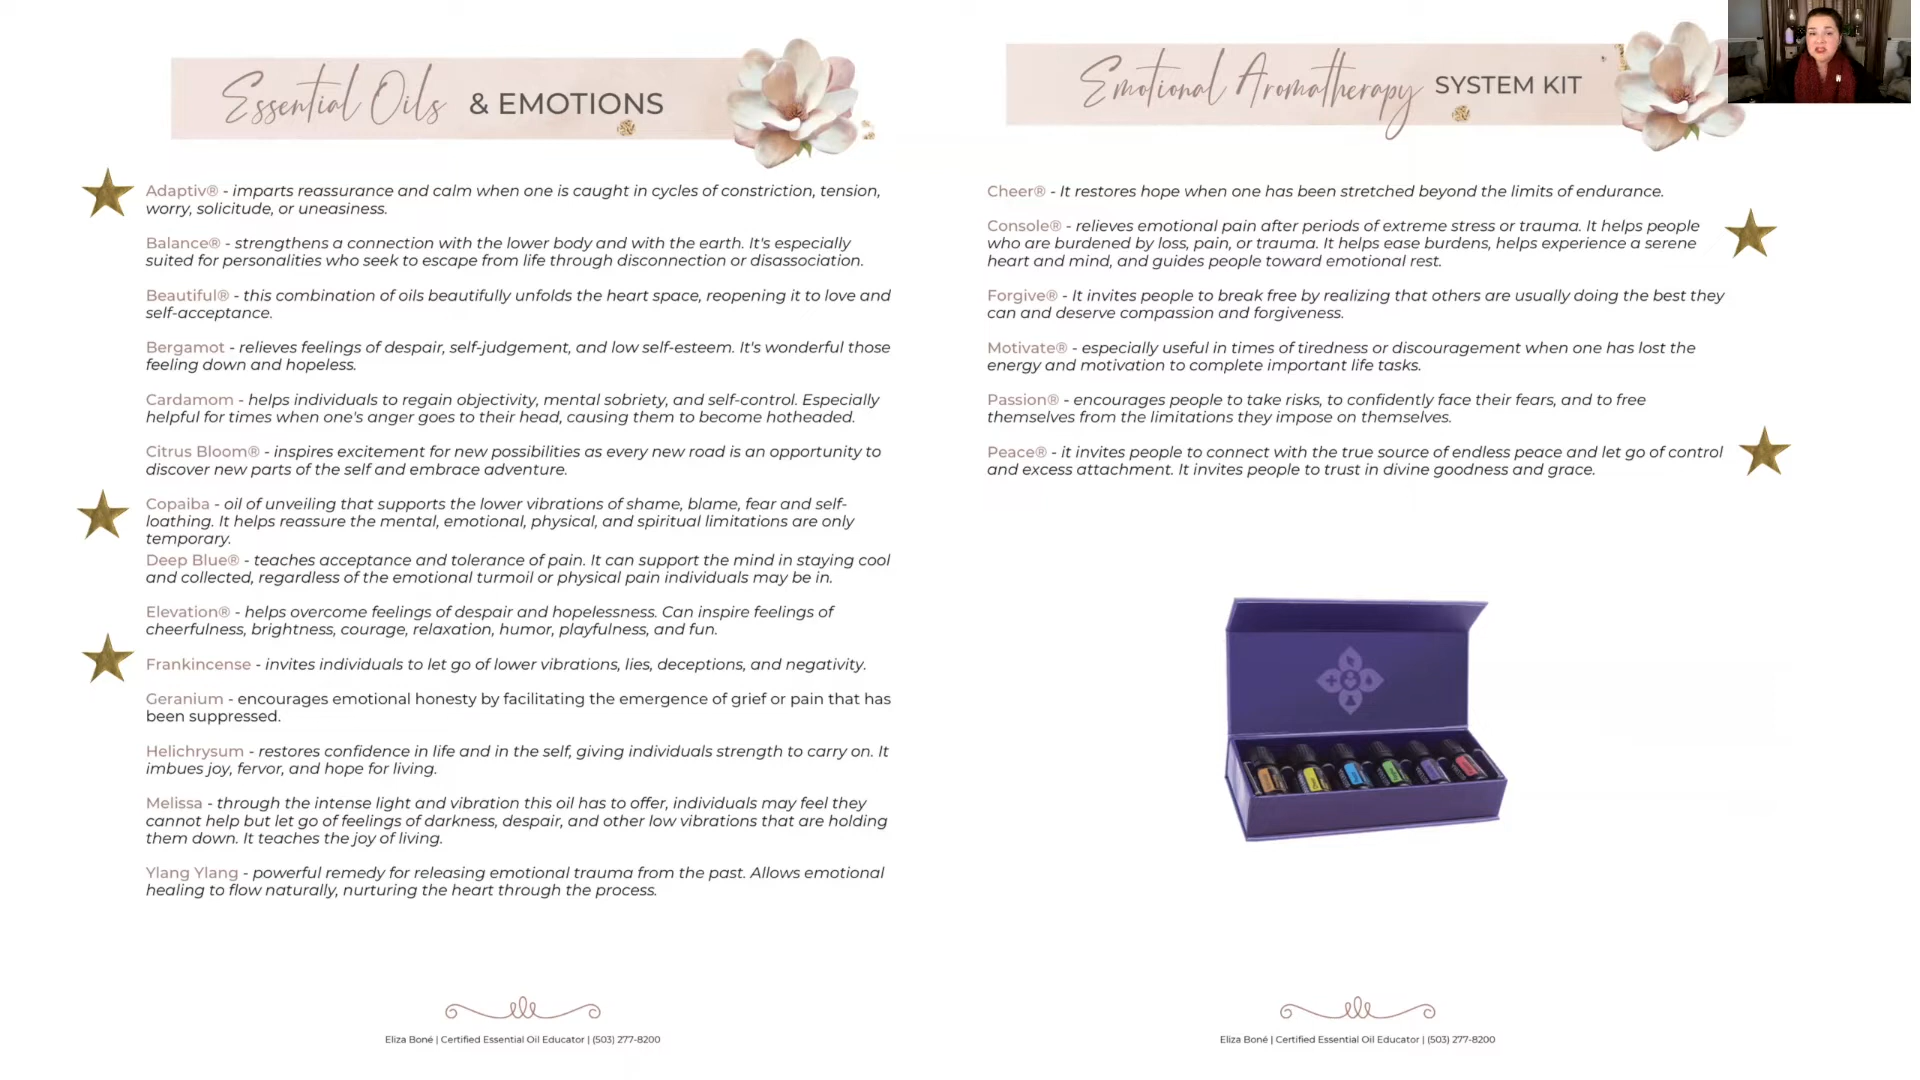 Essential Oils & EMOTIONS
Adaptiv® - imparts reassurance and calm when one is caught in cycles of constriction, tension,
worry, solicitude, or uneasiness.
Balance® - strengthens a connection with the lower body and with the earth. It's especially
suited for personalities who seek to escape from life through disconnection or disassociation.
Beautiful® - this combination of oils beautifully unfolds the heart space, reopening it to love and
self-acceptance.
Bergamot - relieves feelings of despair, self-judgement, and low self-esteem. It's wonderful those
feeling down and hopeless.
Cardamom - helps individuals to regain objectivity, mental sobriety, and self-control. Especially
helpful for times when one's anger goes to their head, causing them to become hotheaded.
Citrus Bloom® - inspires excitement for new possibilities as every new road is an opportunity to
discover new parts of the self and embrace adventure.
Copaiba - oil of unveiling that supports the lower vibrations of shame, blame, fear and self-
loathing. It helps reassure the mental, emotional, physical, and spiritual limitations are only
temporary.
Deep Blue® - teaches acceptance and tolerance of pain. It can support the mind in staying cool
and collected, regardless of the emotional turmoil or physical pain individuals may be in.
Elevation® - helps overcome feelings of despair and hopelessness. Can inspire feelings of
cheerfulness, brightness, courage, relaxation, humor, playfulness, and fun.
Frankincense - invites individuals to let go of lower vibrations, lies, deceptions, and negativity.
Geranium - encourages emotional honesty by facilitating the emergence of grief or pain that has
been suppressed.
Helichrysum - restores confidence in life and in the self, giving individuals strength to carry on. It
imbues joy, fervor, and hope for living.
Melissa - through the intense light and vibration this oil has to offer, individuals may feel they
cannot help but let go of feelings of darkness, despair, and other low vibrations that are holding
them down. It teaches the joy of living.
Ylang Ylang - powerful remedy for releasing emotional trauma from the past. Allows emotional
healing to flow naturally, nurturing the heart through the process.
Eliza Boné | Certified Essential Oil Educator | (503) 277-8200
Emotional Aromatherapy SYSTEM KIT
Cheer® - It restores hope when one has been stretched beyond the limits of endurance.
Console® - relieves emotional pain after periods of extreme stress or trauma. It helps people
who are burdened by loss, pain, or trauma. It helps ease burdens, helps experience a serene
heart and mind, and guides people toward emotional rest.
Forgive® - It invites people to break free by realizing that others are usually doing the best they
can and deserve compassion and forgiveness.
Motivate® - especially useful in times of tiredness or discouragement when one has lost the
energy and motivation to complete important life tasks.
Passion® - encourages people to take risks, to confidently face their fears, and to free
themselves from the limitations they impose on themselves.
Peace® - it invites people to connect with the true source of endless peace and let go of control
and excess attachment. It invites people to trust in divine goodness and grace.
Eliza Boné | Certified Essential Oil Educator | (503) 277-8200